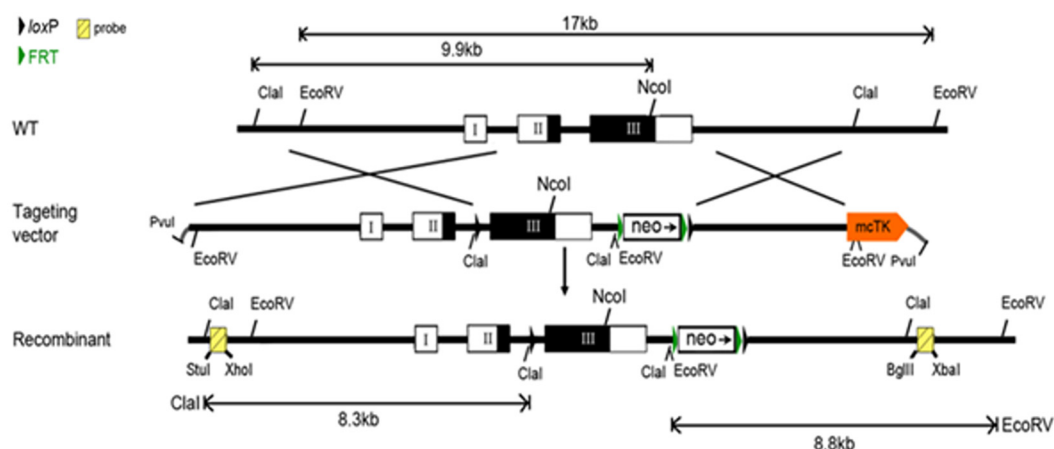 loxP probe
FRT
17kb
9.9kb
ClaI EcoRV NcoI ClaI EcoRV
WT I II III
NcoI
Tageting vector PvuI I II III neo→ mcTK
EcoRV ClaI ClaI EcoRV EcoRV PvuI
ClaI EcoRV NcoI ClaI EcoRV
Recombinant I II III neo→
StuI XhoI ClaI ClaI EcoRV BglII XbaI
ClaI 8.3kb
8.8kb EcoRV